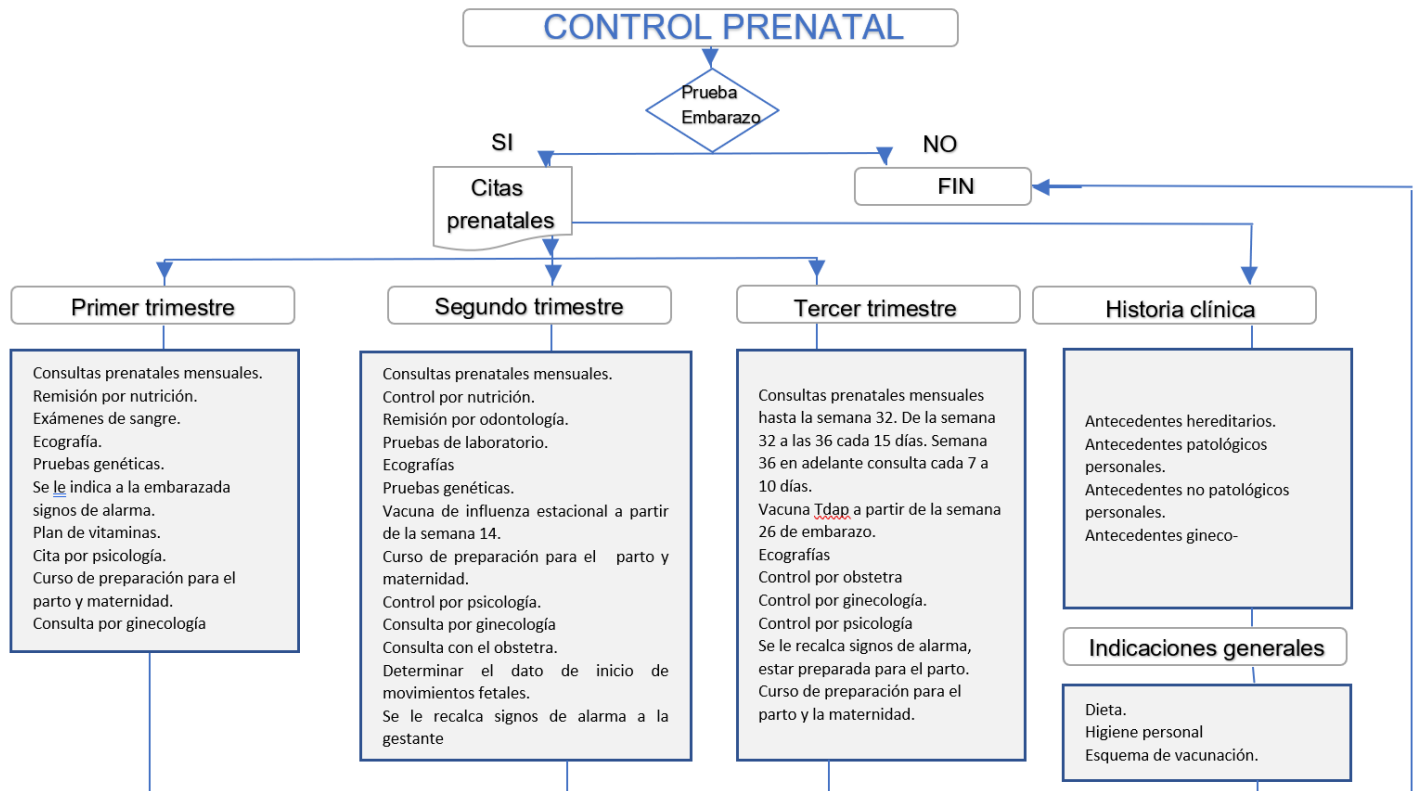 CONTROL PRENATAL
Prueba
Embarazo
SI
NO
Citas
prenatales
FIN
Primer trimestre
Segundo trimestre
Tercer trimestre
Historia clínica
Consultas prenatales mensuales.
Remisión por nutrición.
Exámenes de sangre.
Ecografía.
Pruebas genéticas.
Se le indica a la embarazada
signos de alarma.
Plan de vitaminas.
Cita por psicología.
Curso de preparación para el
parto y maternidad.
Consulta por ginecología
Consultas prenatales mensuales.
Control por nutrición.
Remisión por odontología.
Pruebas de laboratorio.
Ecografías
Pruebas genéticas.
Vacuna de influenza estacional a partir
de la semana 14.
Curso de preparación para el parto y
maternidad.
Control por psicología.
Consulta por ginecología
Consulta con el obstetra.
Determinar el dato de inicio de
movimientos fetales.
Se le recalca signos de alarma a la
gestante
Consultas prenatales mensuales
hasta la semana 32. De la semana
32 a las 36 cada 15 días. Semana
36 en adelante consulta cada 7 a
10 días.
Vacuna Tdap a partir de la semana
26 de embarazo.
Ecografías
Control por obstetra
Control por ginecología.
Control por psicología
Se le recalca signos de alarma,
estar preparada para el parto.
Curso de preparación para el
parto y la maternidad.
Antecedentes hereditarios.
Antecedentes patológicos
personales.
Antecedentes no patológicos
personales.
Antecedentes gineco-
Indicaciones generales
Dieta.
Higiene personal
Esquema de vacunación.